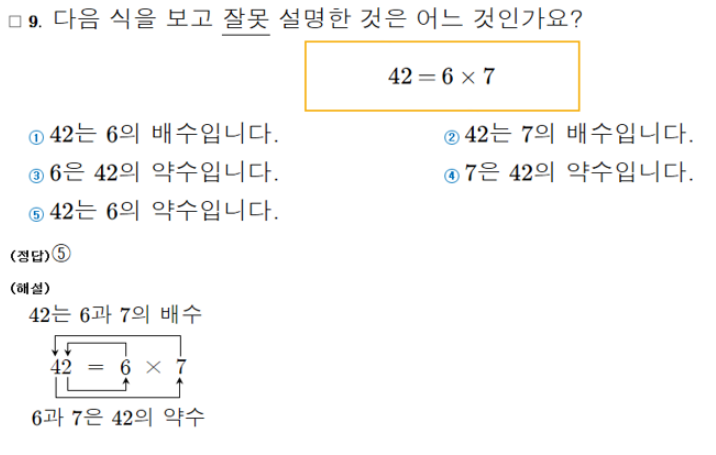 □ 9. 다음 식을 보고 잘못 설명한 것은 어느 것인가요?
42 = 6 × 7
① 42는 6의 배수입니다. ② 42는 7의 배수입니다.
③ 6은 42의 약수입니다. ④ 7은 42의 약수입니다.
⑤ 42는 6의 약수입니다.
(정답)⑤
(해설)
42는 6과 7의 배수
42 = 6 × 7
6과 7은 42의 약수